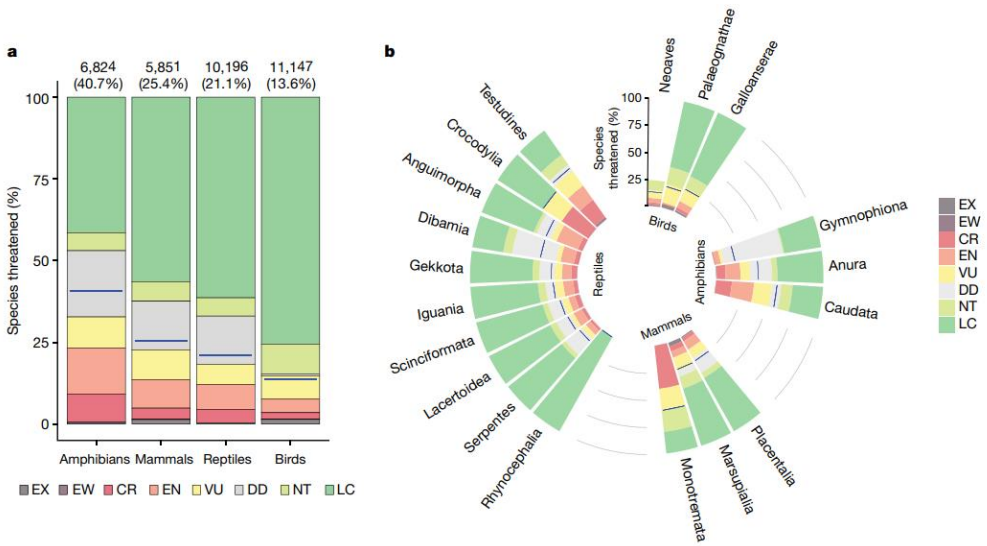 a
6,824
(40.7%)
5,851
(25.4%)
10,196
(21.1%)
11,147
(13.6%)
100
75
50
25
0
Species threatened (%)
Amphibians
Mammals
Reptiles
Birds
EX
EW
CR
EN
VU
DD
NT
LC
b
Species
threatened (%)
100
75
50
25
Neoaves
Palaeognathae
Galloanserae
Birds
Gymnophiona
Anura
Caudata
Amphibians
Mammals
Placentalia
Marsupialia
Monotremata
Reptiles
Testudines
Crocodylia
Anguimorpha
Dibamia
Gekkota
Iguania
Scinciformata
Lacertoidea
Serpentes
Rhynocephalia
EX
EW
CR
EN
VU
DD
NT
LC